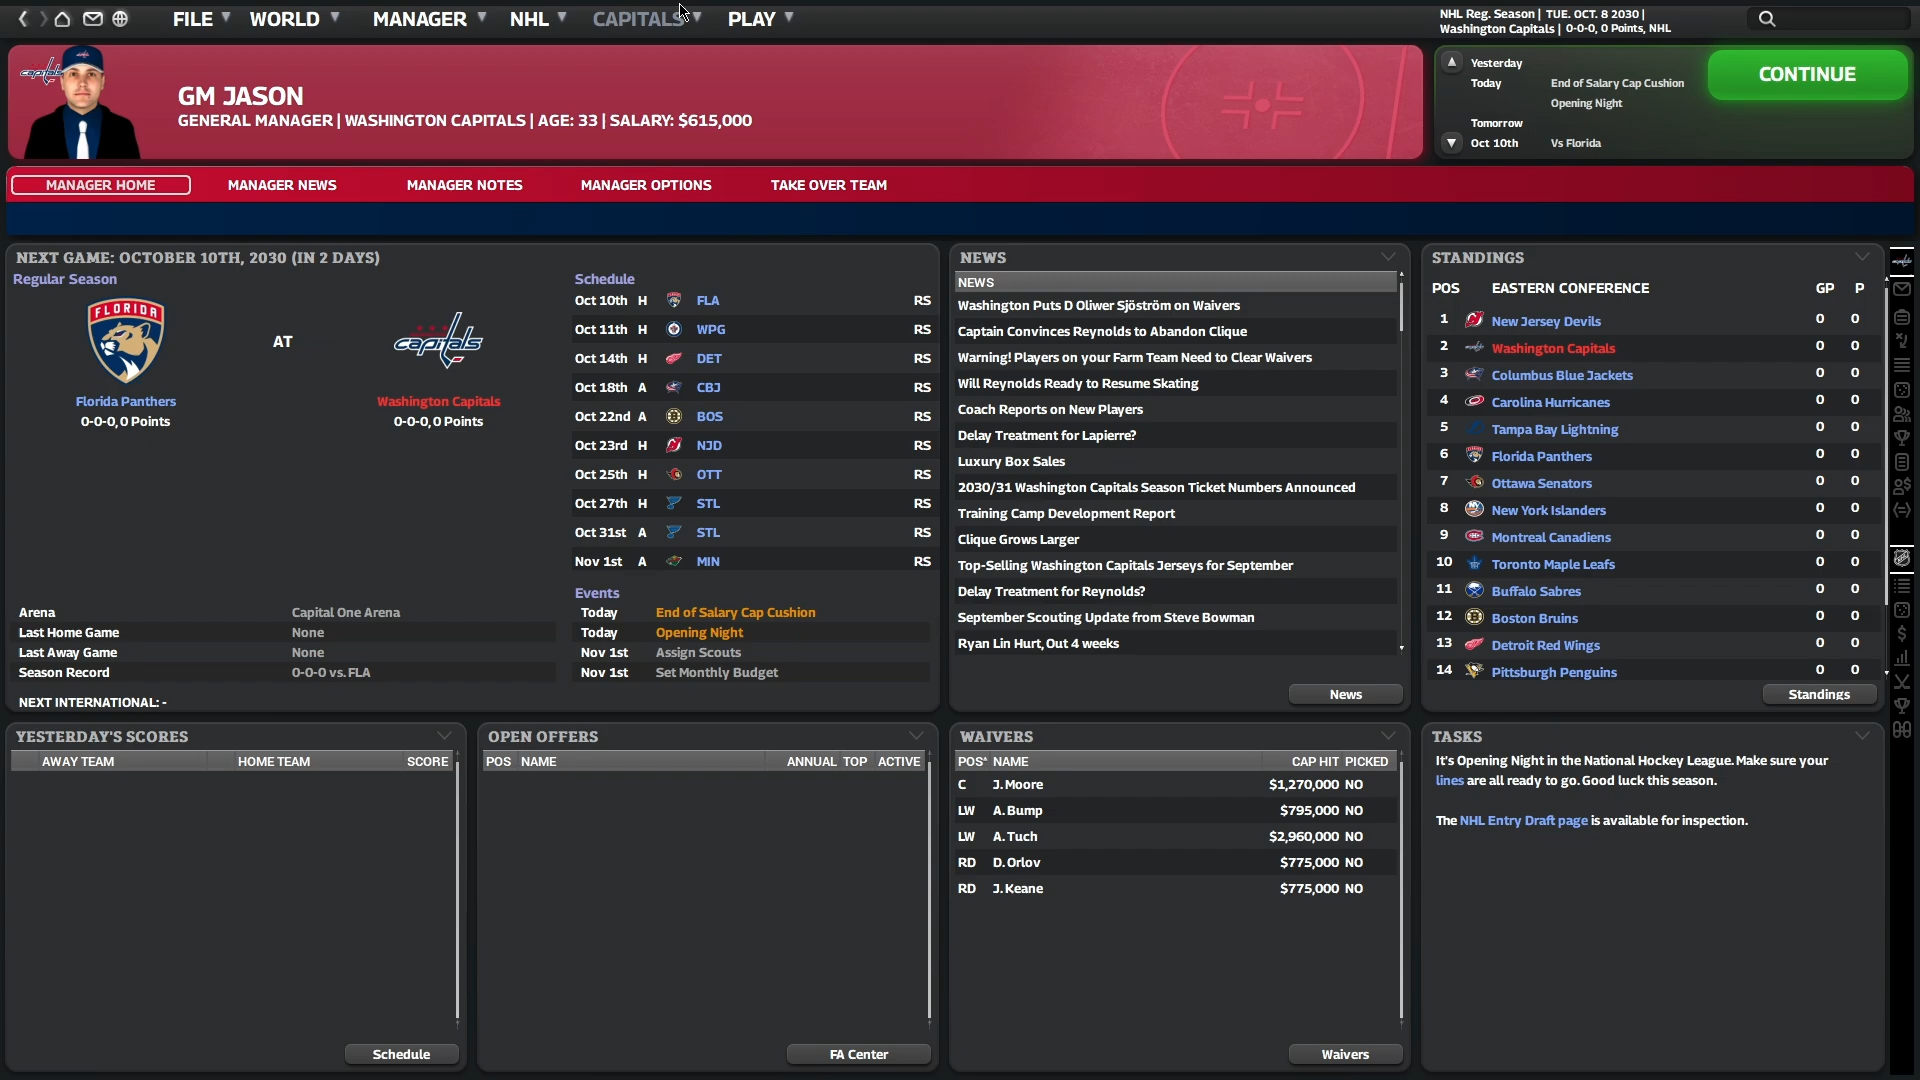 FILE WORLD MANAGER NHL CAPITALS PLAY
NHL Reg. Season | TUE. OCT. 8 2030 |
Washington Capitals | 0-0-0, 0 Points, NHL
capitals
GM JASON
GENERAL MANAGER | WASHINGTON CAPITALS | AGE: 33 | SALARY: $615,000
Yesterday
Today End of Salary Cap Cushion
Opening Night
Tomorrow
Oct 10th Vs Florida
CONTINUE
MANAGER HOME MANAGER NEWS MANAGER NOTES MANAGER OPTIONS TAKE OVER TEAM
NEXT GAME: OCTOBER 10TH, 2030 (IN 2 DAYS)
Regular Season
FLORIDA
AT
capitals
Florida Panthers
0-0-0, 0 Points
Washington Capitals
0-0-0, 0 Points
Arena Capital One Arena
Last Home Game None
Last Away Game None
Season Record 0-0-0 vs. FLA
NEXT INTERNATIONAL: -
Schedule
Oct 10th H FLA RS
Oct 11th H WPG RS
Oct 14th H DET RS
Oct 18th A CBJ RS
Oct 22nd A BOS RS
Oct 23rd H NJD RS
Oct 25th H OTT RS
Oct 27th H STL RS
Oct 31st A STL RS
Nov 1st A MIN RS
Events
Today End of Salary Cap Cushion
Today Opening Night
Nov 1st Assign Scouts
Nov 1st Set Monthly Budget
NEWS
NEWS
Washington Puts D Oliwer Sjöström on Waivers
Captain Convinces Reynolds to Abandon Clique
Warning! Players on your Farm Team Need to Clear Waivers
Will Reynolds Ready to Resume Skating
Coach Reports on New Players
Delay Treatment for Lapierre?
Luxury Box Sales
2030/31 Washington Capitals Season Ticket Numbers Announced
Training Camp Development Report
Clique Grows Larger
Top-Selling Washington Capitals Jerseys for September
Delay Treatment for Reynolds?
September Scouting Update from Steve Bowman
Ryan Lin Hurt, Out 4 weeks
News
STANDINGS
POS EASTERN CONFERENCE GP P
1 New Jersey Devils 0 0
2 Washington Capitals 0 0
3 Columbus Blue Jackets 0 0
4 Carolina Hurricanes 0 0
5 Tampa Bay Lightning 0 0
6 Florida Panthers 0 0
7 Ottawa Senators 0 0
8 New York Islanders 0 0
9 Montreal Canadiens 0 0
10 Toronto Maple Leafs 0 0
11 Buffalo Sabres 0 0
12 Boston Bruins 0 0
13 Detroit Red Wings 0 0
14 Pittsburgh Penguins 0 0
Standings
YESTERDAY'S SCORES
AWAY TEAM HOME TEAM SCORE
Schedule
OPEN OFFERS
POS NAME ANNUAL TOP ACTIVE
FA Center
WAIVERS
POS NAME CAP HIT PICKED
C J. Moore $1,270,000 NO
LW A. Bump $795,000 NO
LW A. Tuch $2,960,000 NO
RD D. Orlov $775,000 NO
RD J. Keane $775,000 NO
Waivers
TASKS
It's Opening Night in the National Hockey League. Make sure your
lines are all ready to go. Good luck this season.
The NHL Entry Draft page is available for inspection.